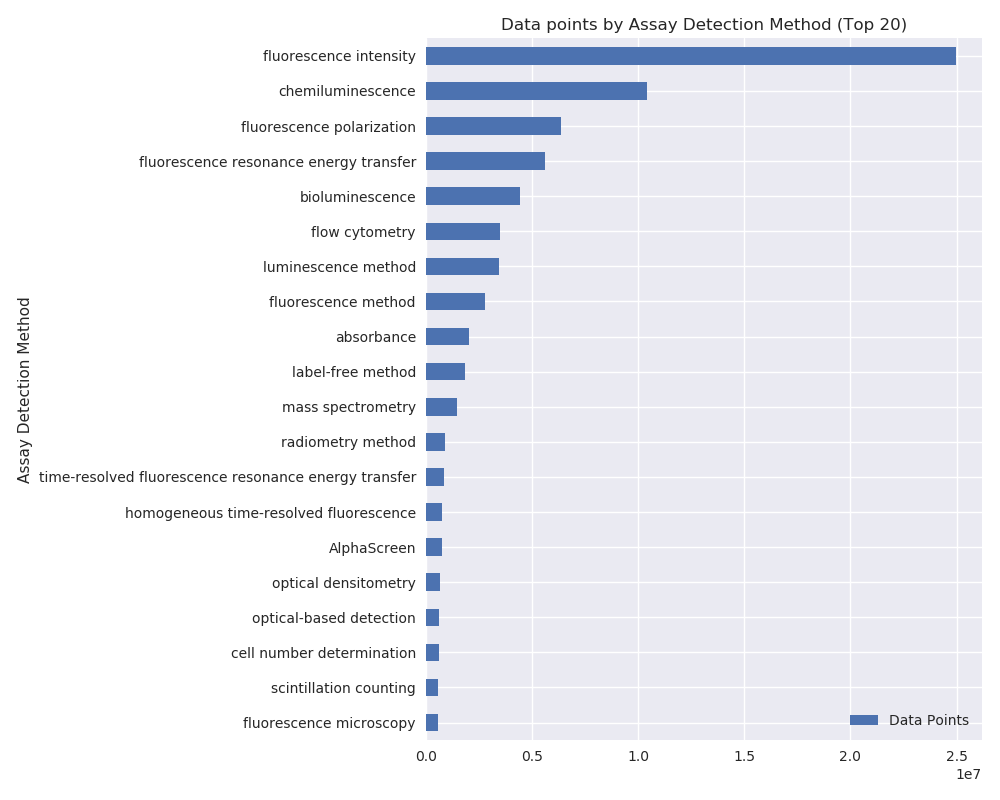 Data points by Assay Detection Method (Top 20)
fluorescence intensity
chemiluminescence
fluorescence polarization
fluorescence resonance energy transfer
bioluminescence
flow cytometry
luminescence method
fluorescence method
absorbance
label-free method
mass spectrometry
radiometry method
time-resolved fluorescence resonance energy transfer
homogeneous time-resolved fluorescence
AlphaScreen
optical densitometry
optical-based detection
cell number determination
scintillation counting
fluorescence microscopy
Assay Detection Method
Data Points
0.0 0.5 1.0 1.5 2.0 2.5
1e7